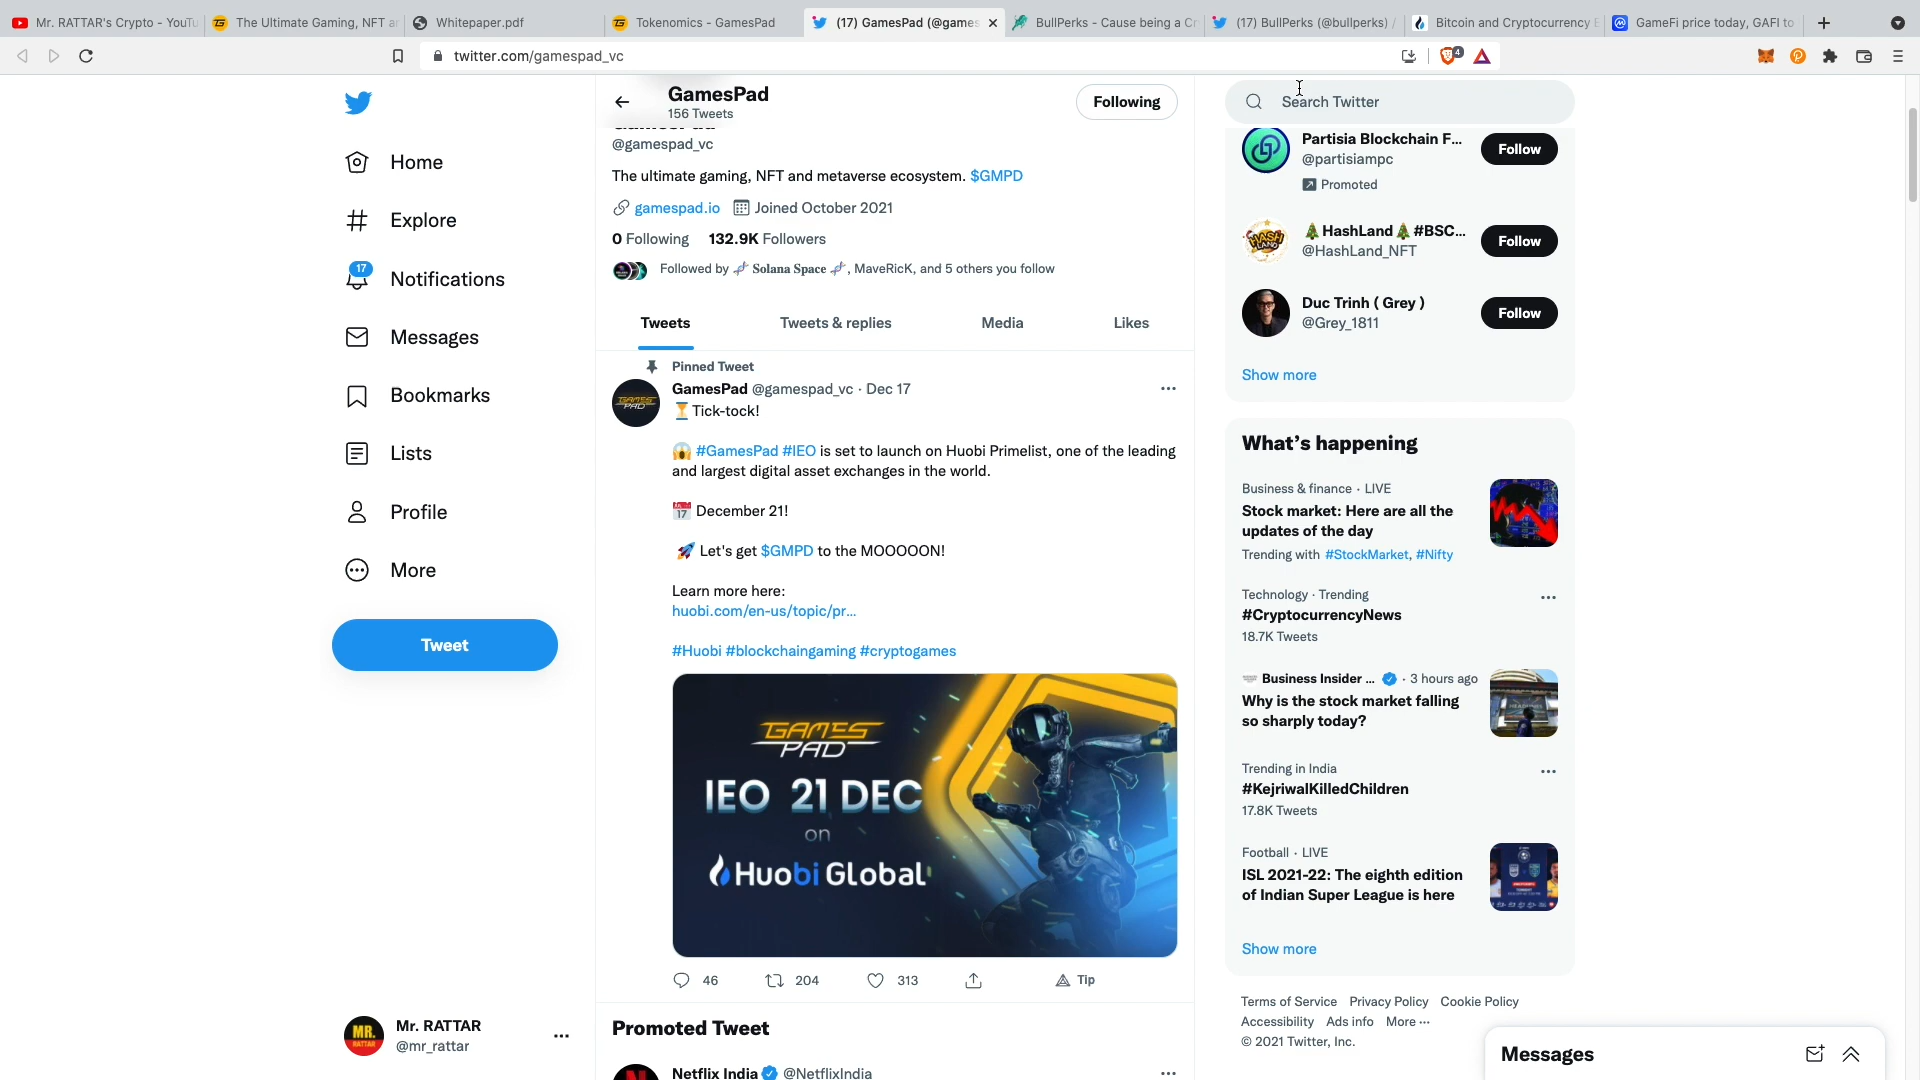 Mr. RATTAR's Crypto - YouTu
The Ultimate Gaming, NFT ar
Whitepaper.pdf
Tokenomics - GamesPad
(17) GamesPad (@games
BullPerks - Cause being a Cr
(17) BullPerks (@bullperks) /
Bitcoin and Cryptocurrency E
GameFi price today, GAFI to
twitter.com/gamespad_vc
4
Home
Explore
17
Notifications
Messages
Bookmarks
Lists
Profile
More
Tweet
MR.
RATTAR
Mr. RATTAR
@mr_rattar
GamesPad
156 Tweets
Following
@gamespad_vc
The ultimate gaming, NFT and metaverse ecosystem. $GMPD
gamespad.io Joined October 2021
0 Following 132.9K Followers
Followed by 🧬 Solana Space 🧬, MaveRicK, and 5 others you follow
Tweets Tweets & replies Media Likes
Pinned Tweet
GamesPad @gamespad_vc · Dec 17
⏳Tick-tock!
😱 #GamesPad #IEO is set to launch on Huobi Primelist, one of the leading
and largest digital asset exchanges in the world.
📅 December 21!
🚀 Let's get $GMPD to the MOOOOON!
Learn more here:
huobi.com/en-us/topic/pr...
#Huobi #blockchaingaming #cryptogames
GAMES
PAD
IEO 21 DEC
on
Huobi Global
46 204 313 Tip
Promoted Tweet
Netflix India @NetflixIndia
Search Twitter
Partisia Blockchain F...
@partisiampc
Promoted
Follow
🎄HashLand🎄#BSC...
@HashLand_NFT
Follow
Duc Trinh ( Grey )
@Grey_1811
Follow
Show more
What's happening
Business & finance · LIVE
Stock market: Here are all the
updates of the day
Trending with #StockMarket, #Nifty
Technology · Trending
#CryptocurrencyNews
18.7K Tweets
Business Insider ... · 3 hours ago
Why is the stock market falling
so sharply today?
Trending in India
#KejriwalKilledChildren
17.8K Tweets
Football · LIVE
ISL 2021-22: The eighth edition
of Indian Super League is here
Show more
Terms of Service Privacy Policy Cookie Policy
Accessibility Ads info More ...
© 2021 Twitter, Inc.
Messages